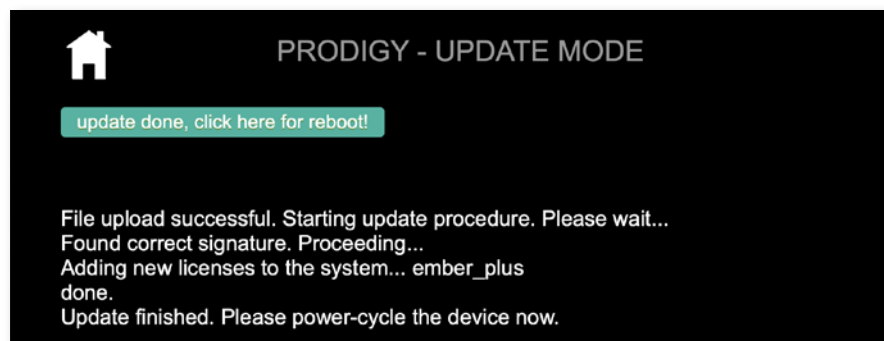 PRODIGY - UPDATE MODE
update done, click here for reboot!
File upload successful. Starting update procedure. Please wait...
Found correct signature. Proceeding...
Adding new licenses to the system... ember_plus
done.
Update finished. Please power-cycle the device now.